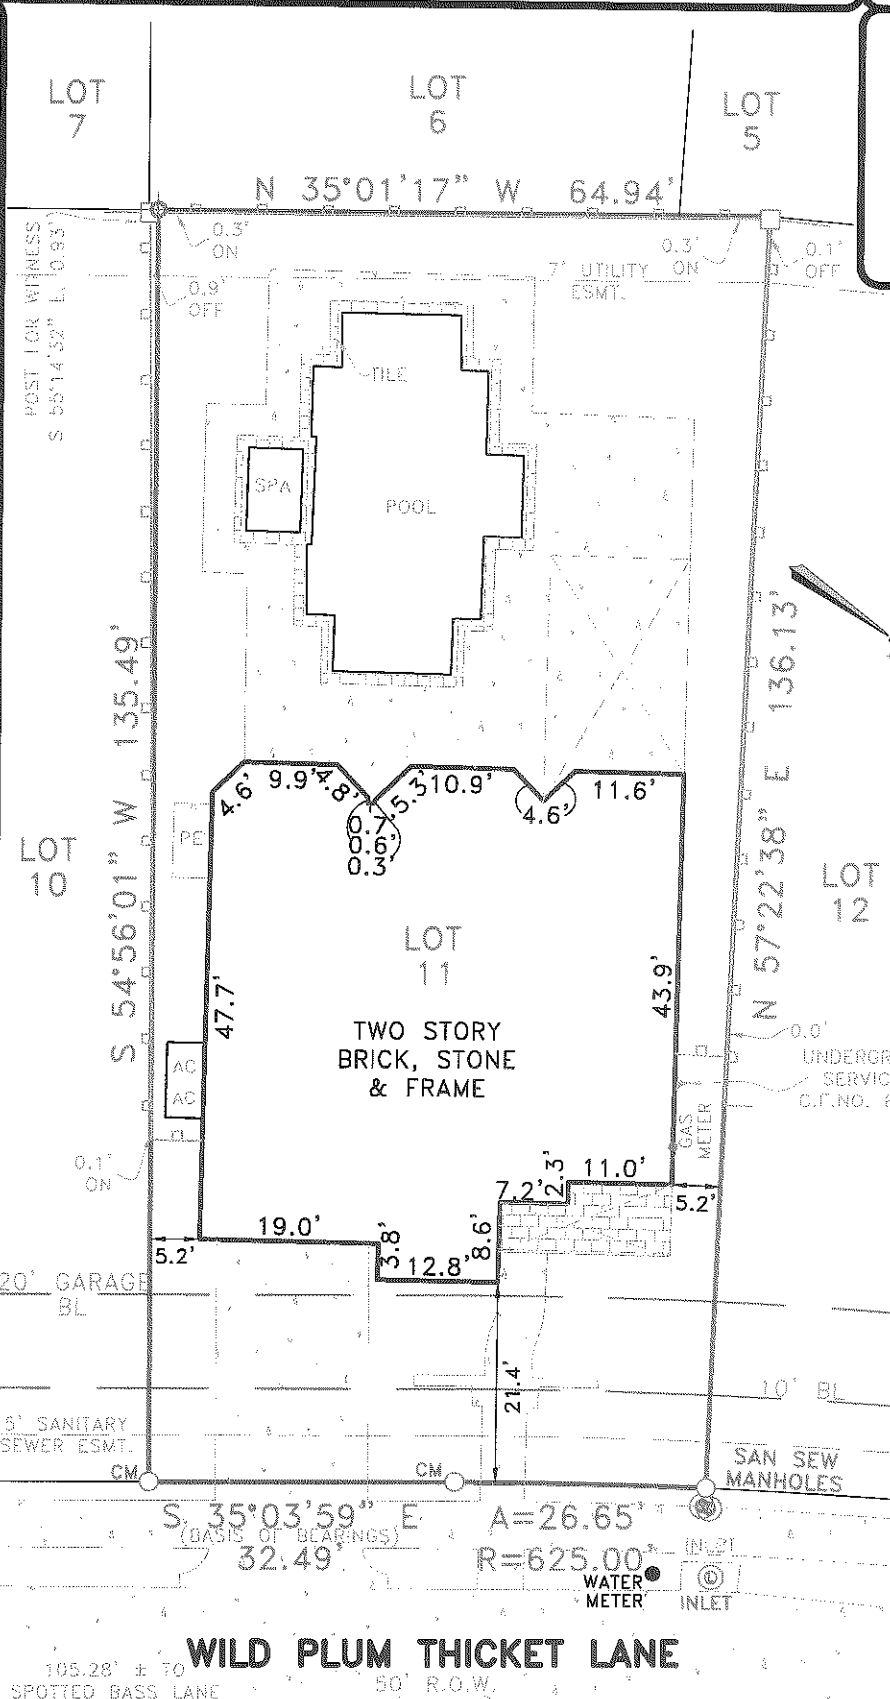 LOT
7
LOT
6
LOT
5
N 35°01'17" W 64.94'
0.3'
ON
0.9'
OFF
0.3'
ON
0.1'
OFF
7' UTILITY
ESMT.
POST FOR WITNESS
S 55°14'32" L. 0.93'
TILE
SPA
POOL
S 54°56'01" W 135.49'
N 57°22'38" E 136.13'
4.6'
9.9'
4.8'
5.3'
10.9'
4.6'
11.6'
0.7'
0.6'
0.3'
PE
LOT
10
LOT
11
LOT
12
47.7'
43.9'
TWO STORY
BRICK, STONE
& FRAME
AC
AC
0.0'
UNDERGR
SERVIC
C.F.NO.
GAS
METER
0.1'
ON
7.2'
2.3'
11.0'
5.2'
19.0'
3.8'
12.8'
8.6'
5.2'
20' GARAGE
BL
21.4'
10' BL
5' SANITARY
SEWER ESMT.
CM
CM
SAN SEW
MANHOLES
S 35°03'59" E
(BASIS OF BEARINGS)
32.49'
A=26.65'
R=625.00'
WATER
METER
INLET
INLET
WILD PLUM THICKET LANE
105.28' ± TO
SPOTTED BASS LANE
50' R.O.W.